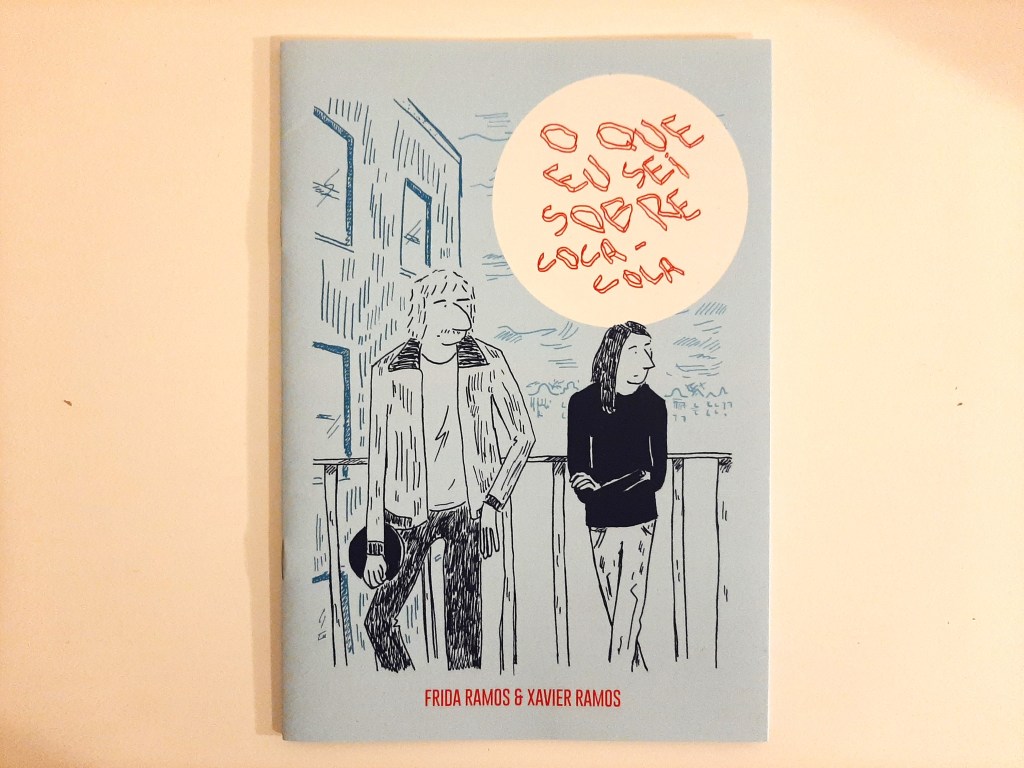 O QUE
EU SEI
SOBRE
COCA-
COLA
FRIDA RAMOS & XAVIER RAMOS